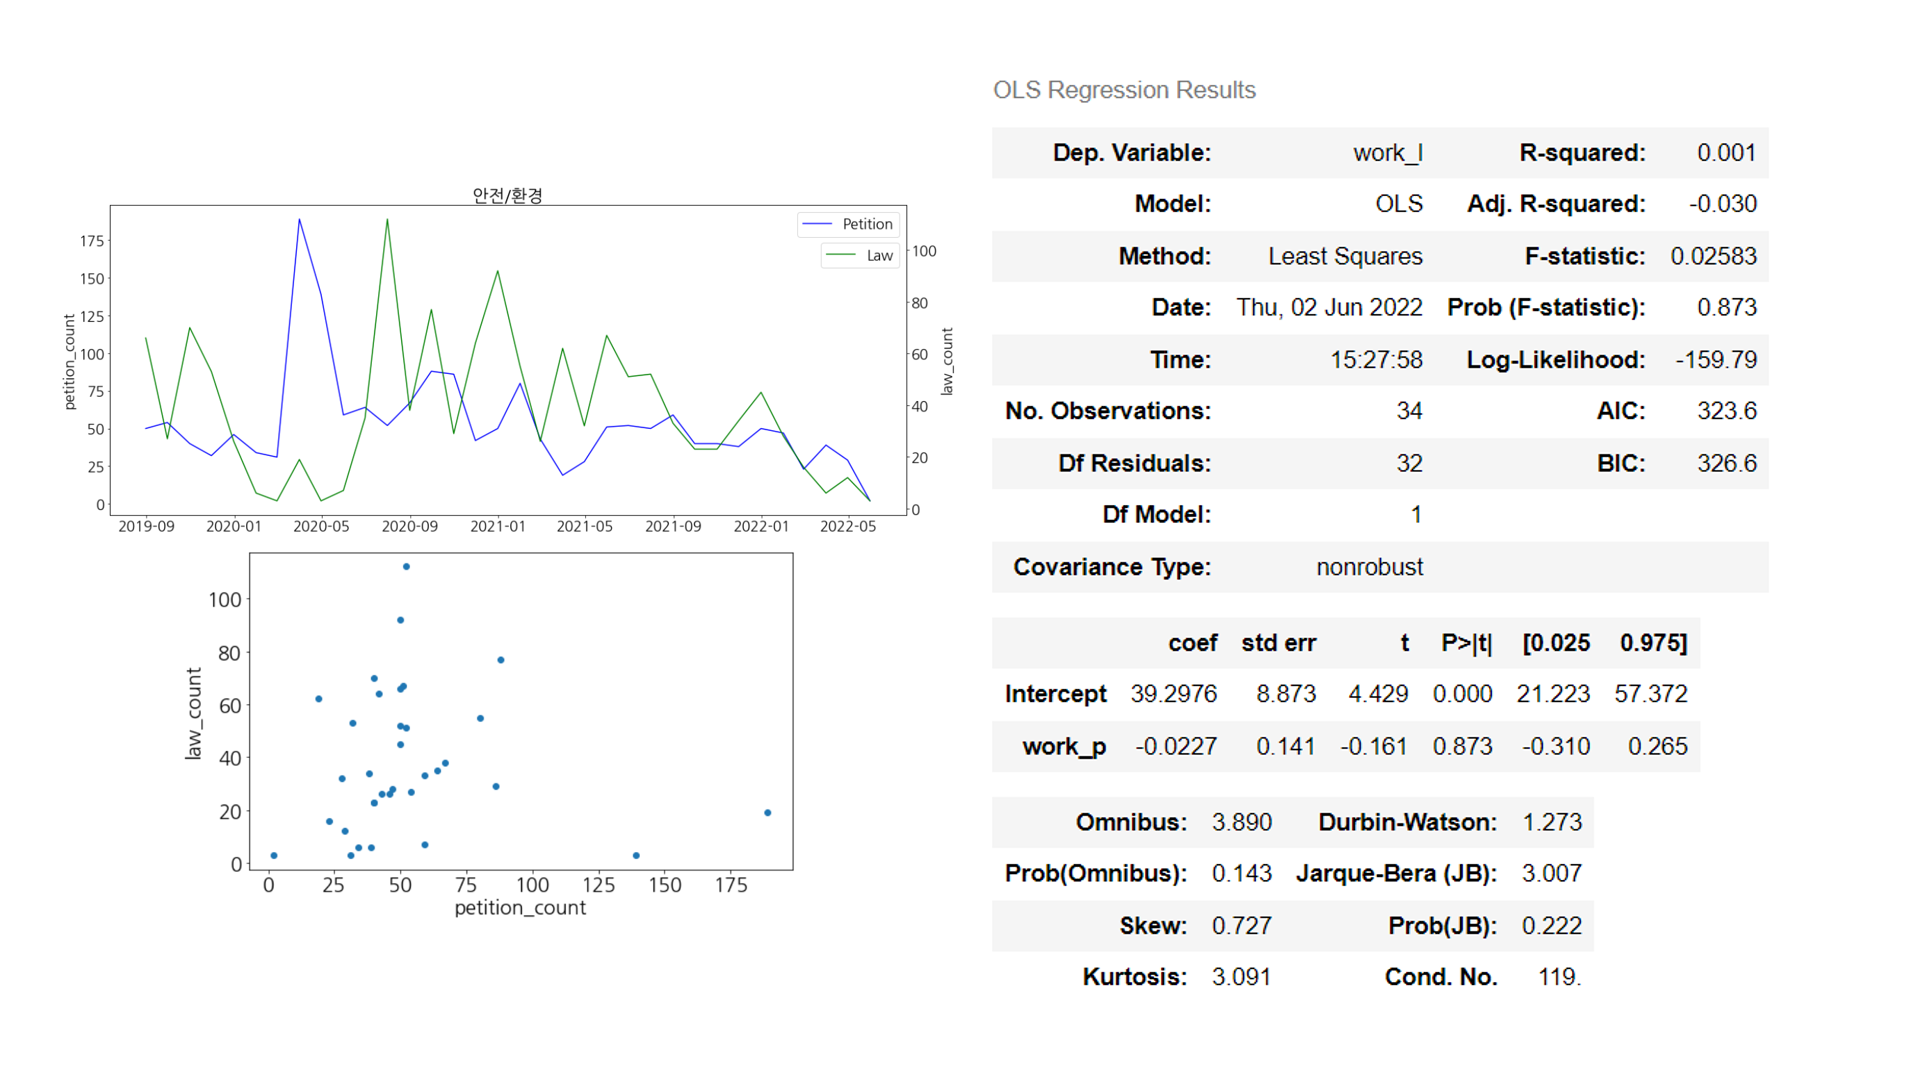 안전/환경
Petition
Law
175
150
125
100
75
50
25
0
petition_count
100
80
60
40
20
0
law_count
2019-09 2020-01 2020-05 2020-09 2021-01 2021-05 2021-09 2022-01 2022-05
100
80
60
40
20
0
law_count
0 25 50 75 100 125 150 175
petition_count
OLS Regression Results
Dep. Variable: work_l R-squared: 0.001
Model: OLS Adj. R-squared: -0.030
Method: Least Squares F-statistic: 0.02583
Date: Thu, 02 Jun 2022 Prob (F-statistic): 0.873
Time: 15:27:58 Log-Likelihood: -159.79
No. Observations: 34 AIC: 323.6
Df Residuals: 32 BIC: 326.6
Df Model: 1
Covariance Type: nonrobust
coef std err t P>|t| [0.025 0.975]
Intercept 39.2976 8.873 4.429 0.000 21.223 57.372
work_p -0.0227 0.141 -0.161 0.873 -0.310 0.265
Omnibus: 3.890 Durbin-Watson: 1.273
Prob(Omnibus): 0.143 Jarque-Bera (JB): 3.007
Skew: 0.727 Prob(JB): 0.222
Kurtosis: 3.091 Cond. No. 119.